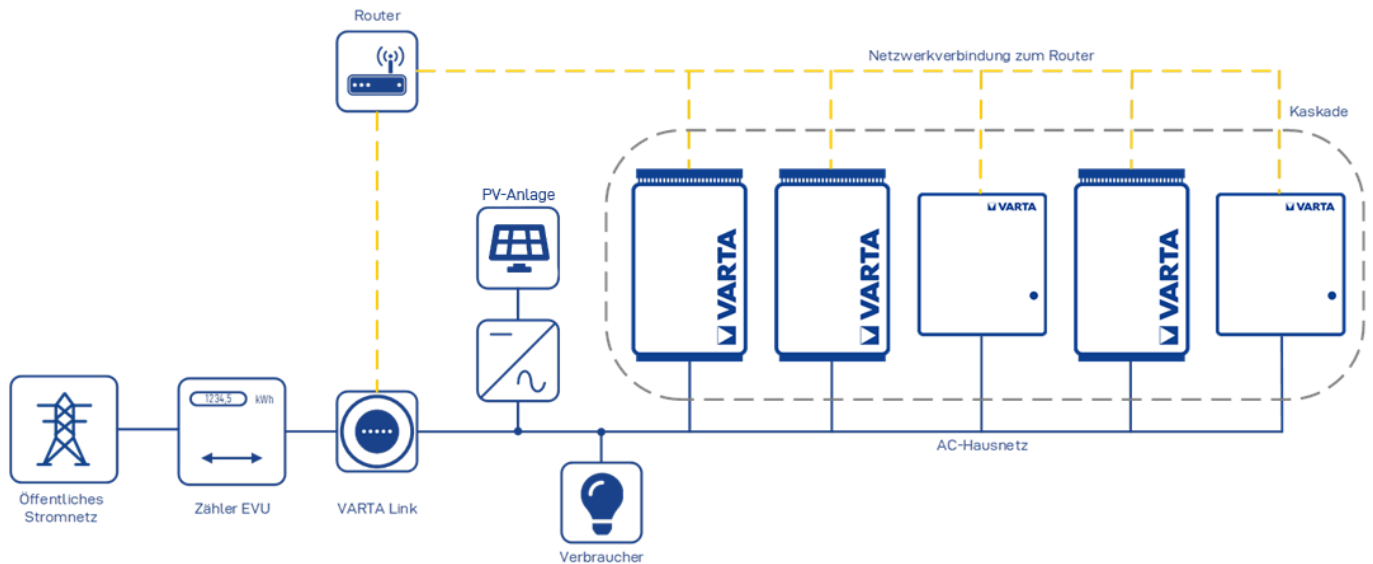 Router
Netzwerkverbindung zum Router
Kaskade
PV-Anlage
VARTA
VARTA
VARTA
VARTA
VARTA
1234,5 kWh
AC-Hausnetz
Öffentliches
Stromnetz
Zähler EVU
VARTA Link
Verbraucher